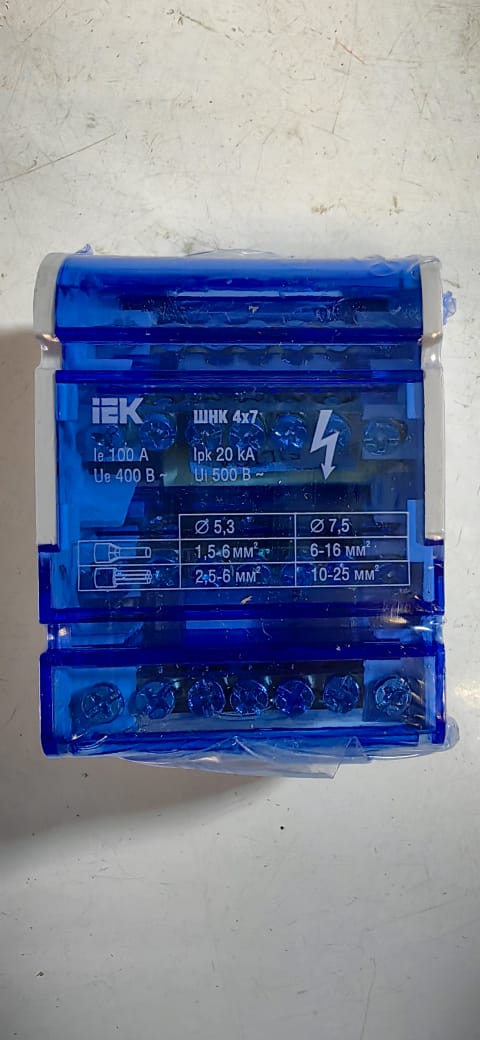 iEK ШНК 4x7
Ie 100 A Ipk 20 kA
Ue 400 В ~ Ui 500 В ~
Ø 5,3 Ø 7,5
1,5-6 мм² 6-16 мм²
2,5-6 мм² 10-25 мм²